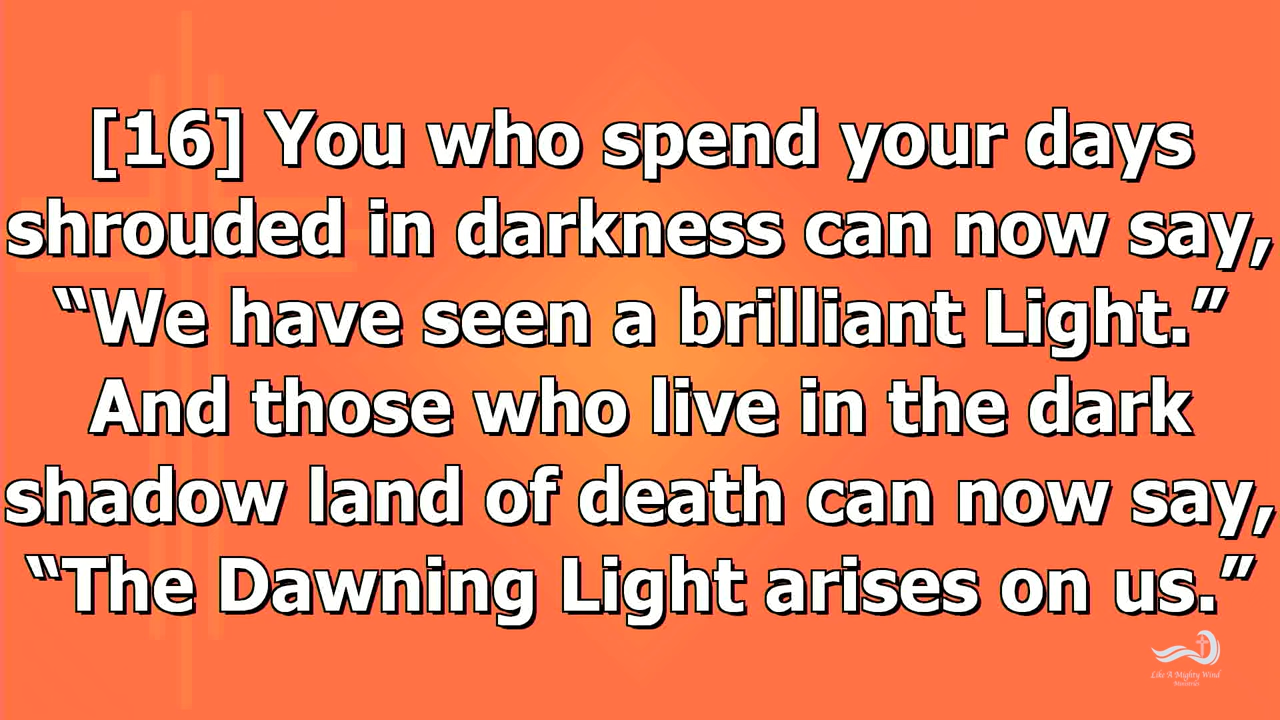 [16] You who spend your days
shrouded in darkness can now say,
“We have seen a brilliant Light.”
And those who live in the dark
shadow land of death can now say,
“The Dawning Light arises on us.”
Like A Mighty Wind
Ministries